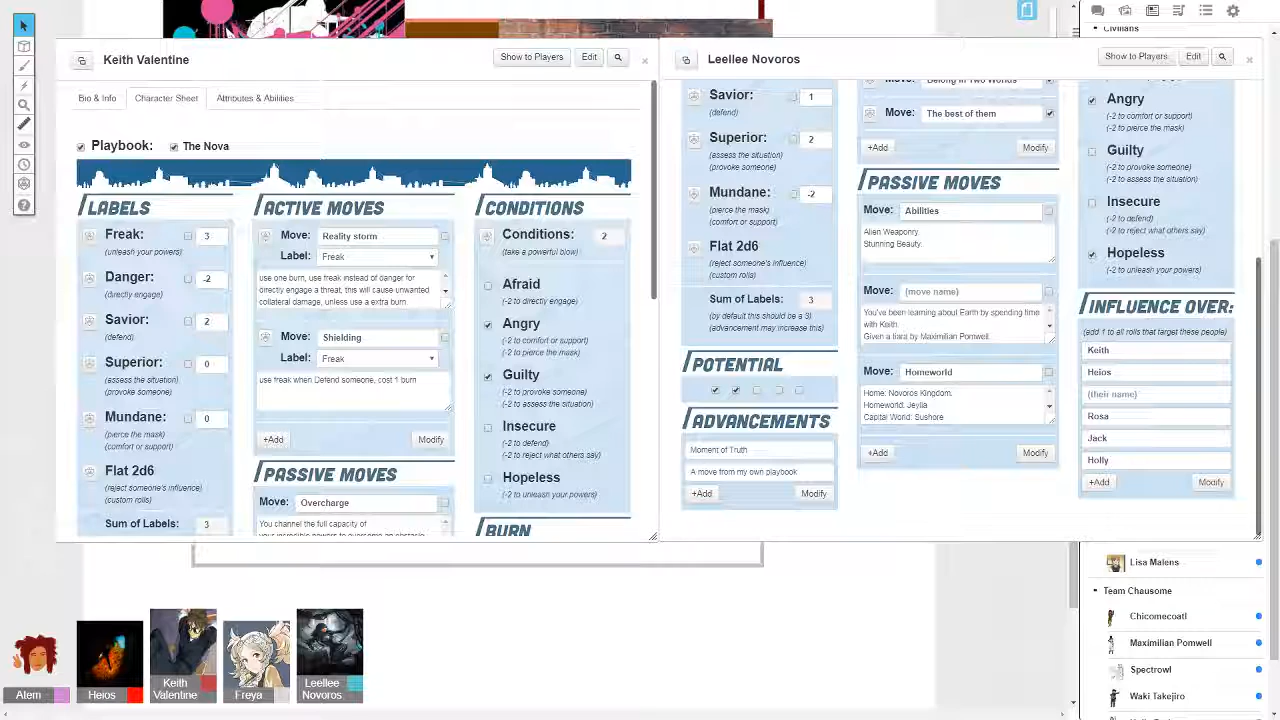 Civilians
Keith Valentine
Show to Players
Edit
Bio & Info
Character Sheet
Attributes & Abilities
Playbook:
The Nova
LABELS
Freak:
3
(unleash your powers)
Danger:
-2
(directly engage)
Savior:
2
(defend)
Superior:
0
(assess the situation)
(provoke someone)
Mundane:
0
(pierce the mask)
(comfort or support)
Flat 2d6
(reject someone's influence)
(custom rolls)
Sum of Labels:
3
ACTIVE MOVES
Move:
Reality storm
Label:
Freak
use one burn, use freak instead of danger for
directly engage a threat, this will cause unwanted
collateral damage, unless use a extra burn
Move:
Shielding
Label:
Freak
use freak when Defend someone, cost 1 burn
+Add
Modify
PASSIVE MOVES
Move:
Overcharge
You channel the full capacity of
your incredible powers to overcome an obstacle
CONDITIONS
Conditions:
2
(take a powerful blow)
Afraid
(-2 to directly engage)
Angry
(-2 to comfort or support)
(-2 to pierce the mask)
Guilty
(-2 to provoke someone)
(-2 to assess the situation)
Insecure
(-2 to defend)
(-2 to reject what others say)
Hopeless
(-2 to unleash your powers)
BURN
Leellee Novoros
Show to Players
Edit
Savior:
1
(defend)
Superior:
2
(assess the situation)
(provoke someone)
Mundane:
-2
(pierce the mask)
(comfort or support)
Flat 2d6
(reject someone's influence)
(custom rolls)
Sum of Labels:
3
(by default this should be a 3)
(advancement may increase this)
POTENTIAL
ADVANCEMENTS
Moment of Truth
A move from my own playbook
+Add
Modify
Move:
Belong in Two Worlds
Move:
The best of them
+Add
Modify
PASSIVE MOVES
Move:
Abilities
Alien Weaponry.
Stunning Beauty.
Move:
(move name)
You've been learning about Earth by spending time
with Keith.
Given a tiara by Maximilian Pomwell
Move:
Homeworld
Home: Novoros Kingdom.
Homeworld: Jeylia
Capital World: Sushore
+Add
Modify
Angry
(-2 to comfort or support)
(-2 to pierce the mask)
Guilty
(-2 to provoke someone)
(-2 to assess the situation)
Insecure
(-2 to defend)
(-2 to reject what others say)
Hopeless
(-2 to unleash your powers)
INFLUENCE OVER:
(add 1 to all rolls that target these people)
Keith
Heios
(their name)
Rosa
Jack
Holly
+Add
Modify
Lisa Malens
Team Chausome
Chicomecoatl
Maximilian Pomwell
Spectrowl
Waki Takejiro
Atem
Heios
Keith
Valentine
Freya
Leellee
Novoros